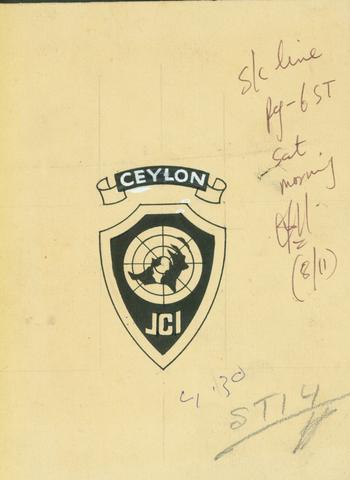 S/c line
pg-6 ST
sat
morning
(8/11)
CEYLON
JCI
4.30
ST14